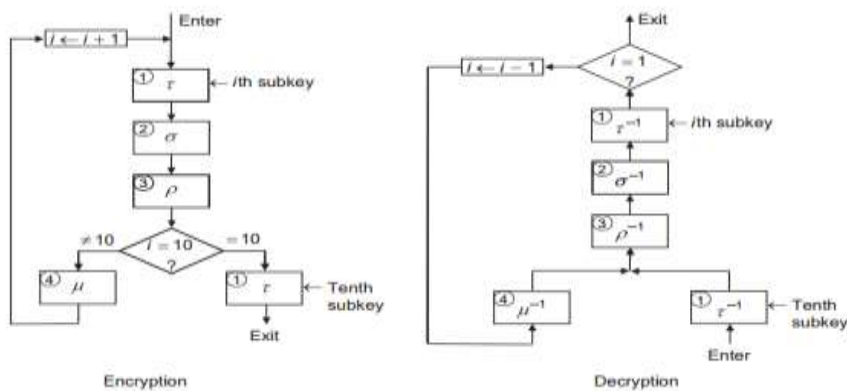 Enter
i ← i + 1
① τ
← ith subkey
② σ
③ ρ
≠ 10
i = 10
?
= 10
④ μ
① τ
← Tenth
subkey
Exit
Encryption
Exit
i = 1
?
i ← i − 1
① τ⁻¹
← ith subkey
② σ⁻¹
③ ρ⁻¹
④ μ⁻¹
① τ⁻¹
← Tenth
subkey
Enter
Decryption